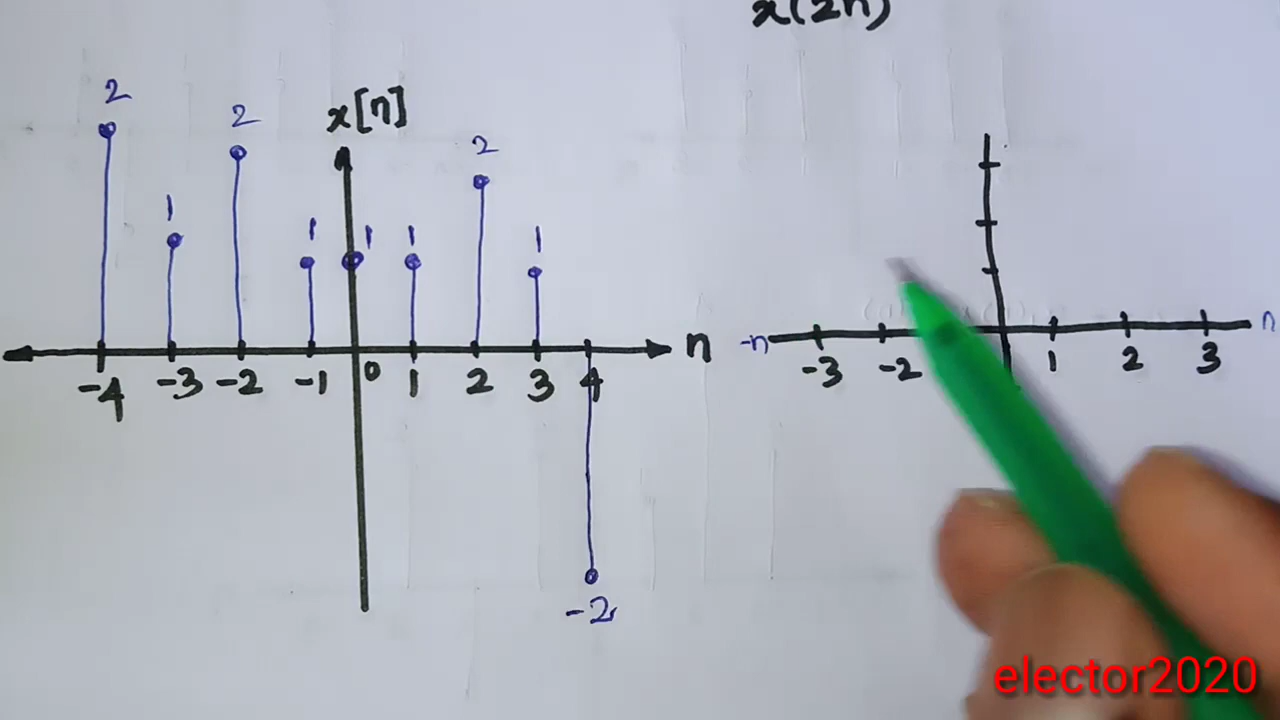 x(2n)
2
2
x[n]
2
1
1
1
1
1
n
-4 -3 -2 -1 0 1 2 3 4
-2
-n n
-3 -2 1 2 3
elector2020